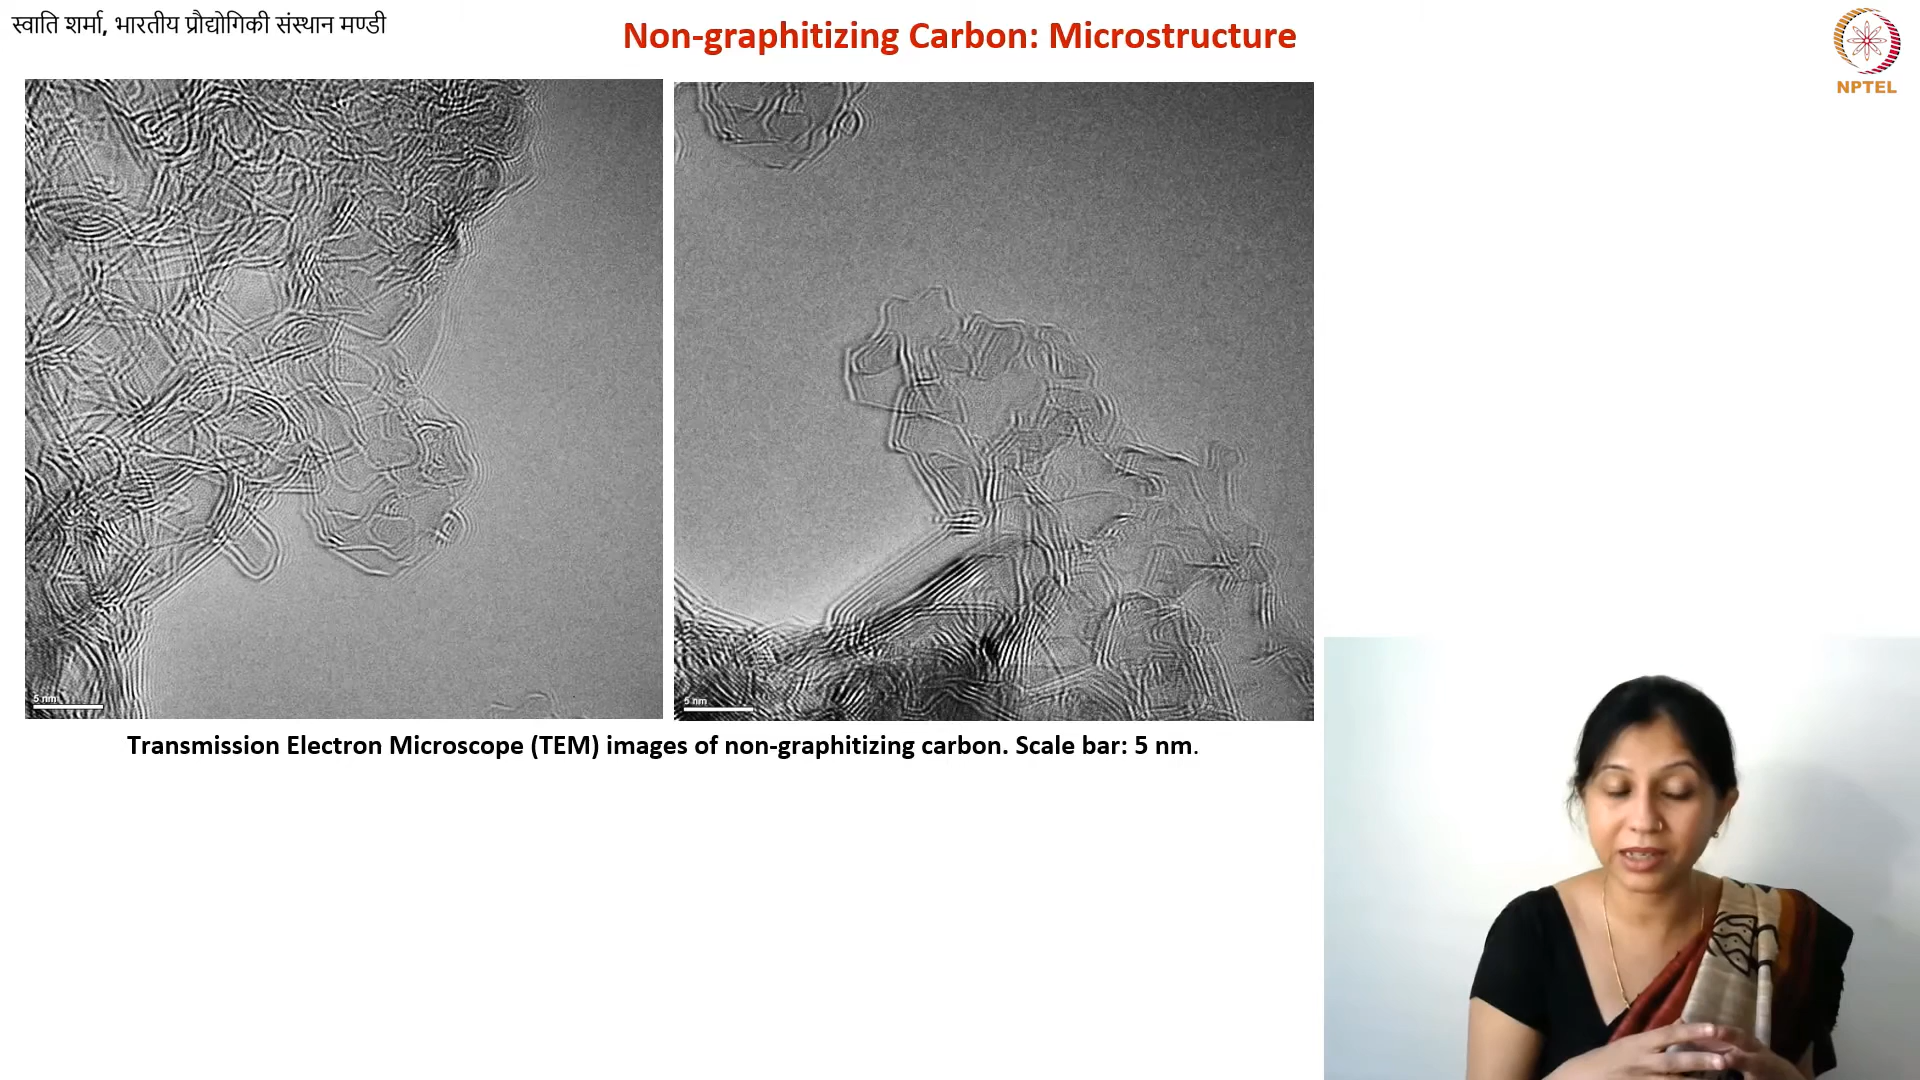 स्वाति शर्मा, भारतीय प्रौद्योगिकी संस्थान मण्डी
Non-graphitizing Carbon: Microstructure
NPTEL
5 nm
5 nm
Transmission Electron Microscope (TEM) images of non-graphitizing carbon. Scale bar: 5 nm.